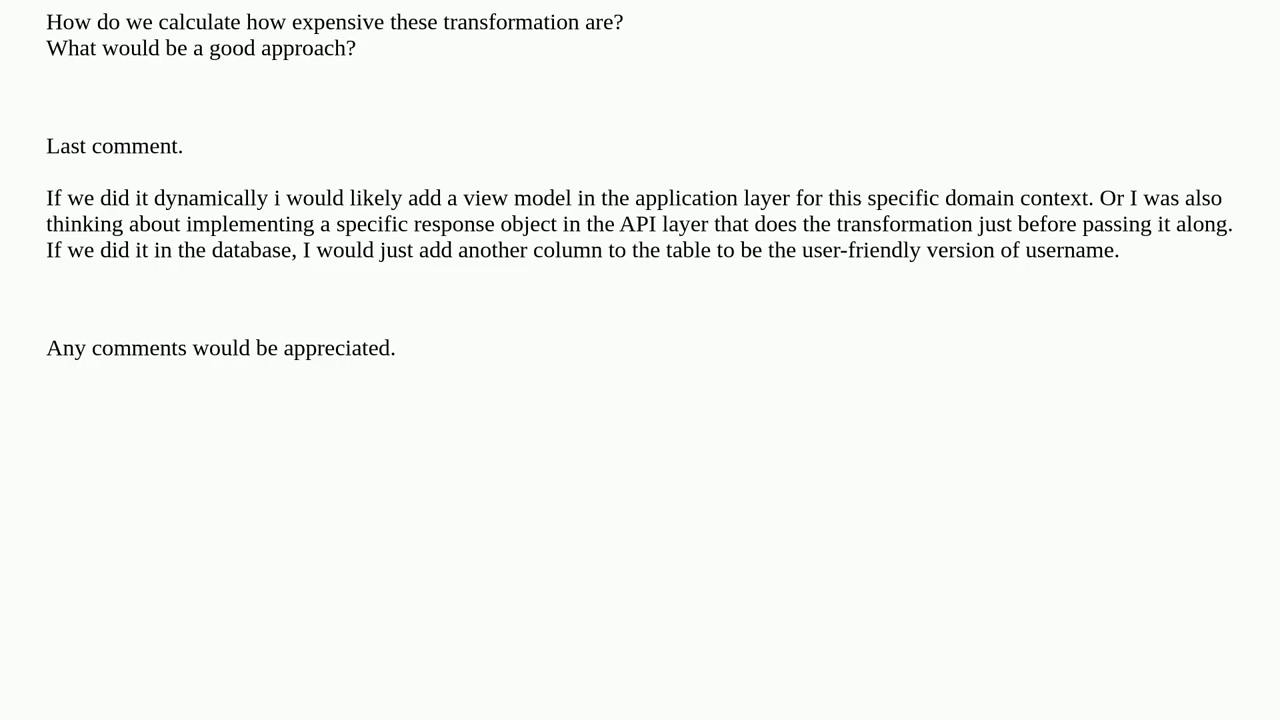 How do we calculate how expensive these transformation are?
What would be a good approach?
Last comment.
If we did it dynamically i would likely add a view model in the application layer for this specific domain context. Or I was also
thinking about implementing a specific response object in the API layer that does the transformation just before passing it along.
If we did it in the database, I would just add another column to the table to be the user-friendly version of username.
Any comments would be appreciated.